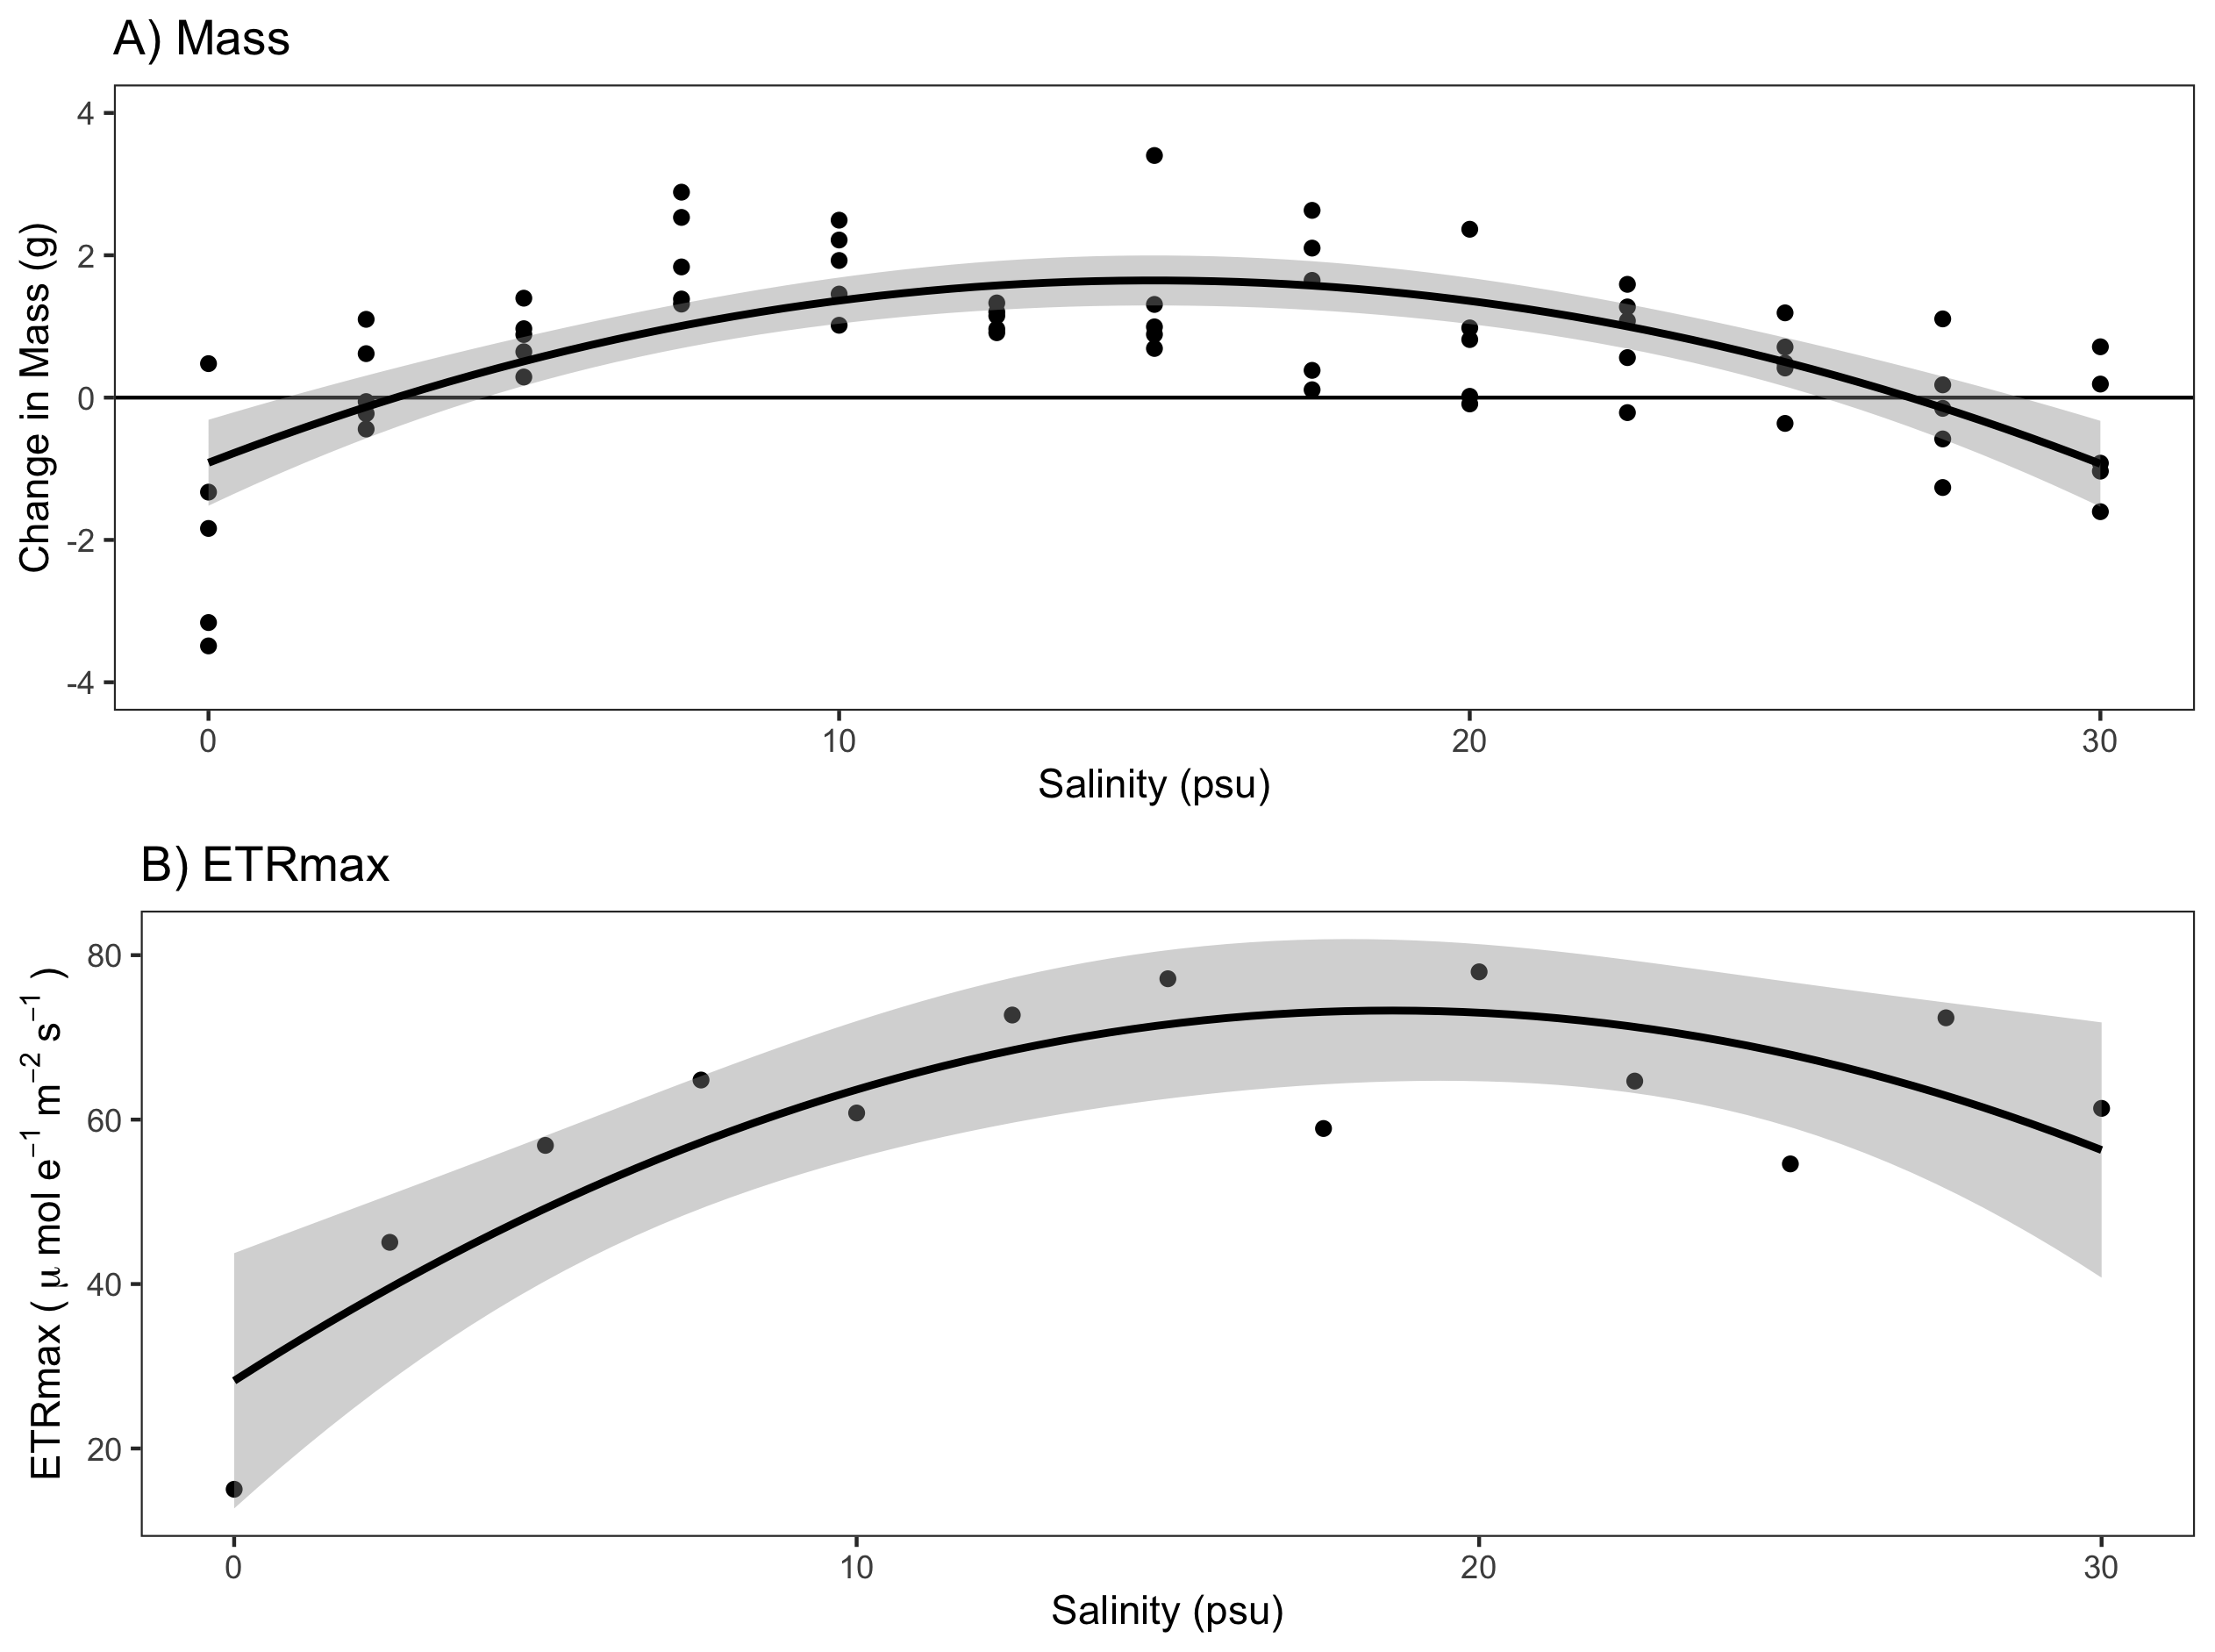 A) Mass
Change in Mass (g)
4
2
0
-2
-4
0 10 20 30
Salinity (psu)
B) ETRmax
ETRmax ( μ mol e⁻¹ m⁻² s⁻¹ )
80
60
40
20
0 10 20 30
Salinity (psu)